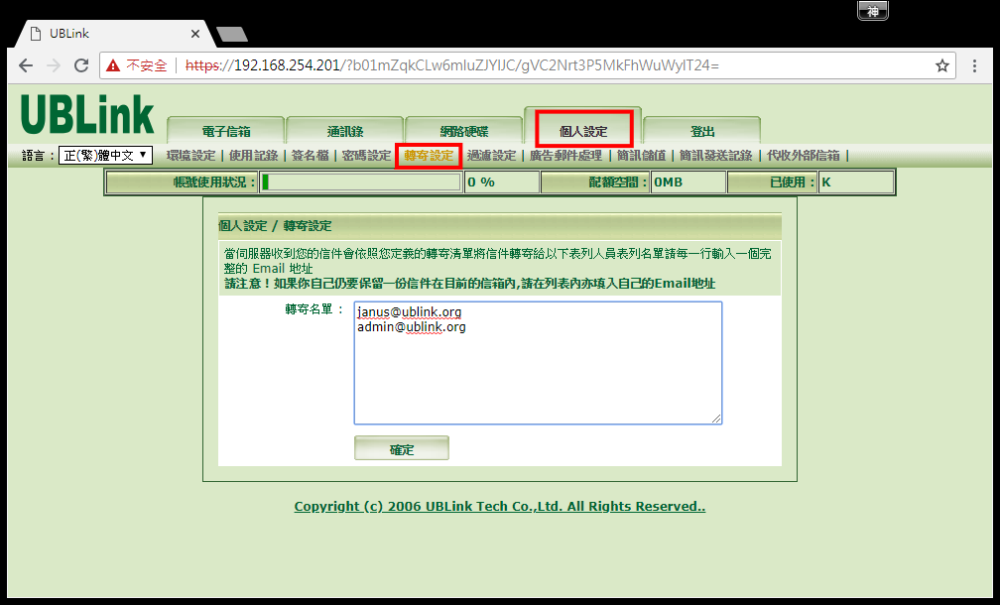 神
UBLink
不安全 https://192.168.254.201/?b01mZqkCLw6mIuZJYlJC/gVC2Nrt3P5MkFhWuWyIT24=
UBLink
電子信箱 通訊錄 網路硬碟 個人設定 登出
語言： 正(繁)體中文 環境設定 | 使用記錄 | 簽名檔 | 密碼設定 轉寄設定 過濾設定 | 廣告郵件處理 | 簡訊儲值 | 簡訊發送記錄 | 代收外部信箱 |
帳號使用狀況： 0 % 配額空間： 0MB 已使用： K
個人設定 / 轉寄設定
當伺服器收到您的信件會依照您定義的轉寄清單將信件轉寄給以下表列人員表列名單請每一行輸入一個完
整的 Email 地址
請注意！如果你自己仍要保留一份信件在目前的信箱內,請在列表內亦填入自己的Email地址
轉寄名單： janus@ublink.org
admin@ublink.org
確定
Copyright (c) 2006 UBLink Tech Co.,Ltd. All Rights Reserved..